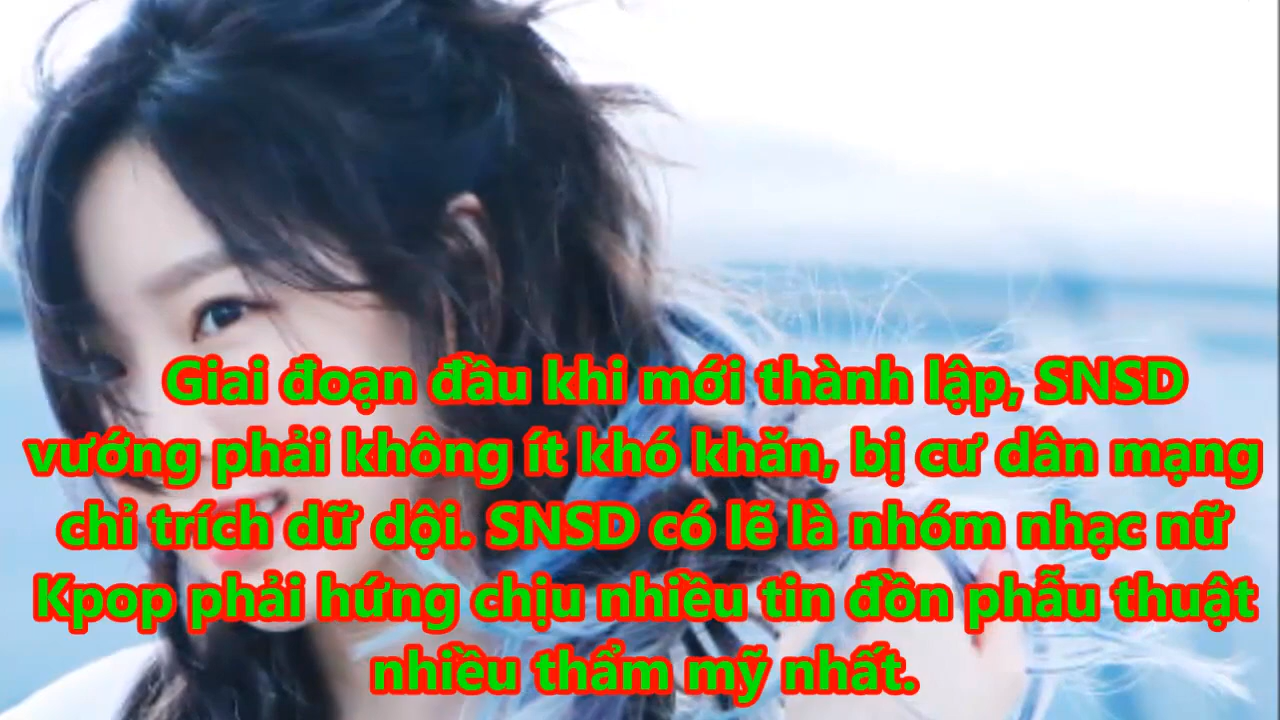 Giai đoạn đầu khi mới thành lập, SNSD
vướng phải không ít khó khăn, bị cư dân mạng
chỉ trích dữ dội. SNSD có lẽ là nhóm nhạc nữ
Kpop phải hứng chịu nhiều tin đồn phẫu thuật
nhiều thẩm mỹ nhất.